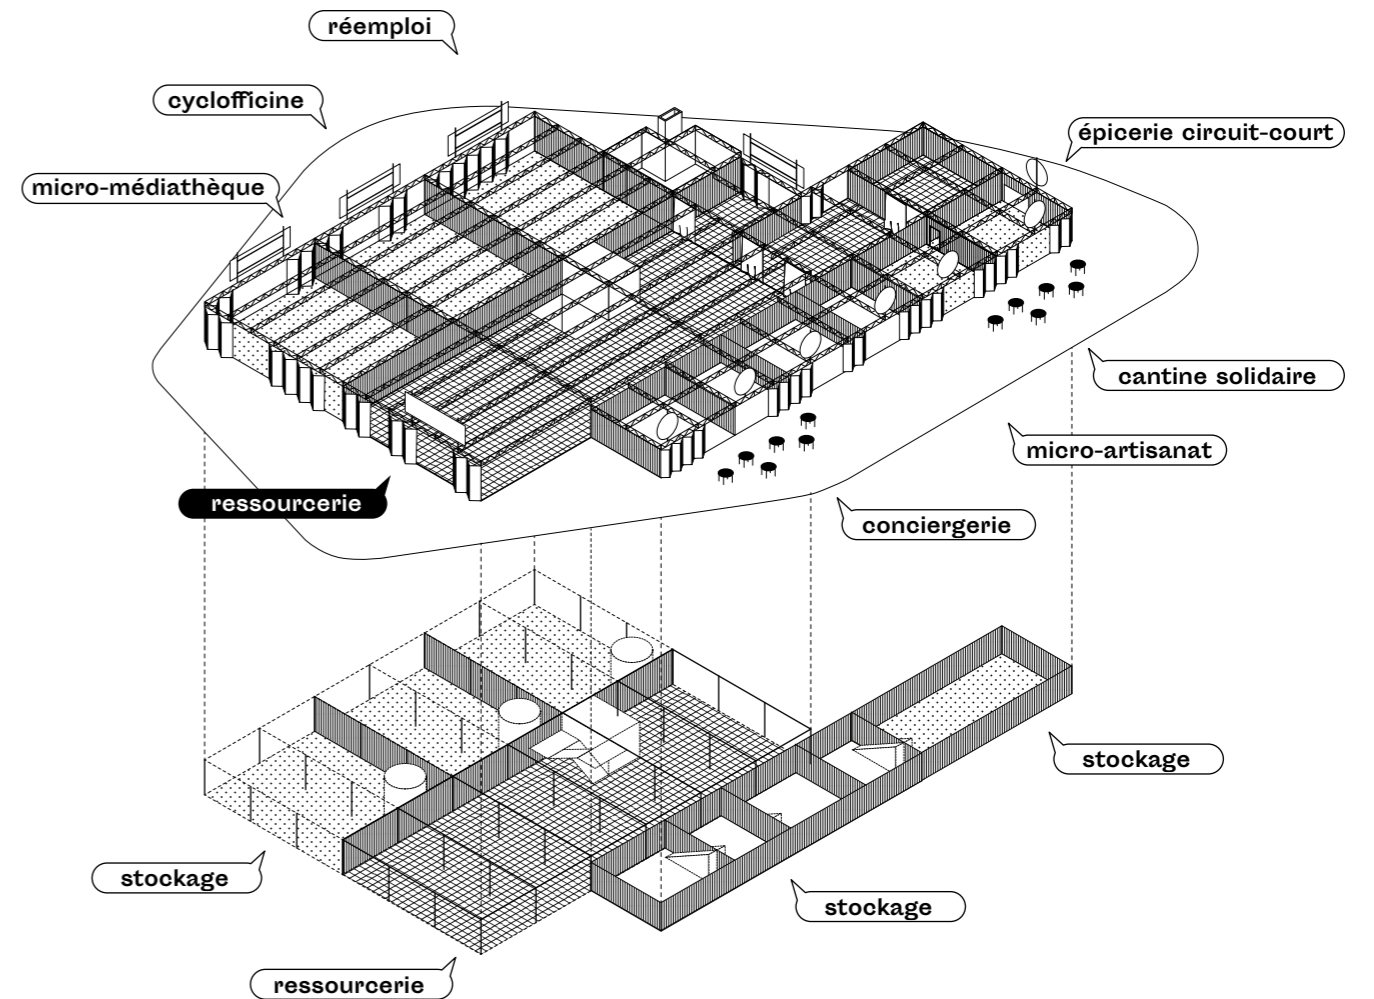 réemploi
cyclofficine
épicerie circuit-court
micro-médiathèque
cantine solidaire
micro-artisanat
ressourcerie
conciergerie
stockage
stockage
stockage
ressourcerie